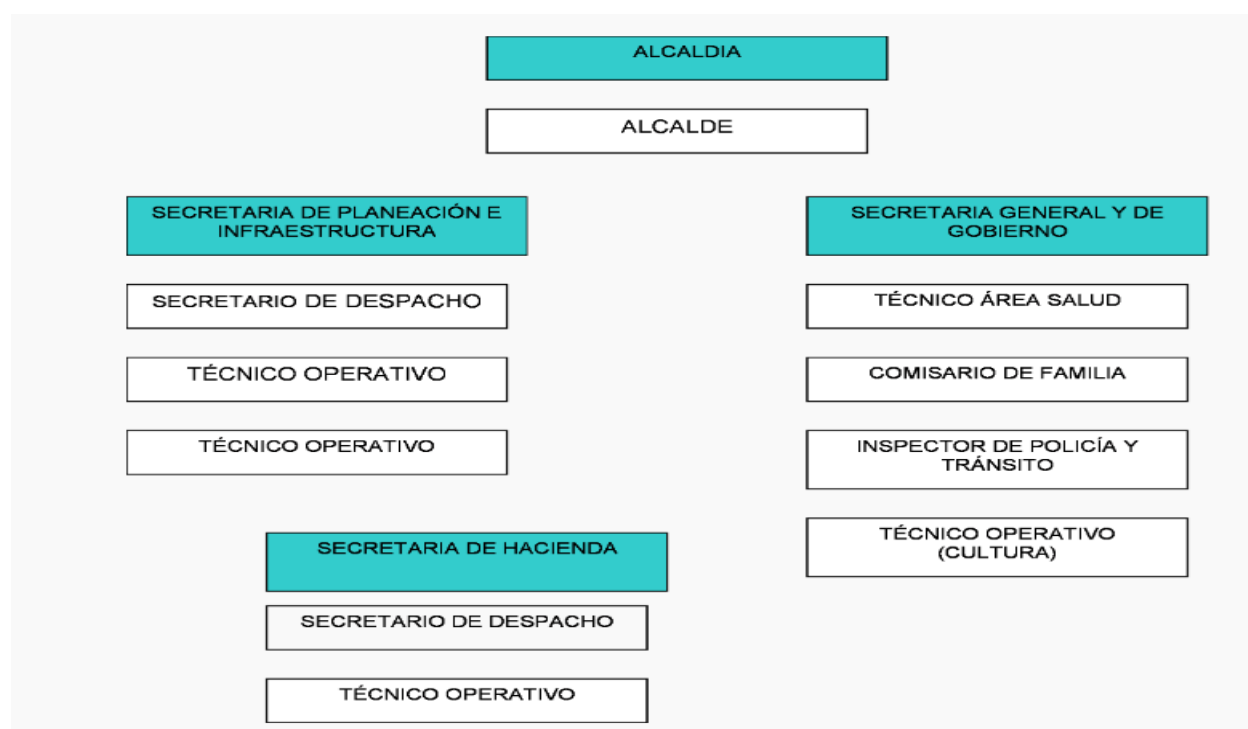 ALCALDIA
ALCALDE
SECRETARIA DE PLANEACIÓN E
INFRAESTRUCTURA
SECRETARIO DE DESPACHO
TÉCNICO OPERATIVO
TÉCNICO OPERATIVO
SECRETARIA GENERAL Y DE
GOBIERNO
TÉCNICO ÁREA SALUD
COMISARIO DE FAMILIA
INSPECTOR DE POLICÍA Y
TRÁNSITO
TÉCNICO OPERATIVO
(CULTURA)
SECRETARIA DE HACIENDA
SECRETARIO DE DESPACHO
TÉCNICO OPERATIVO